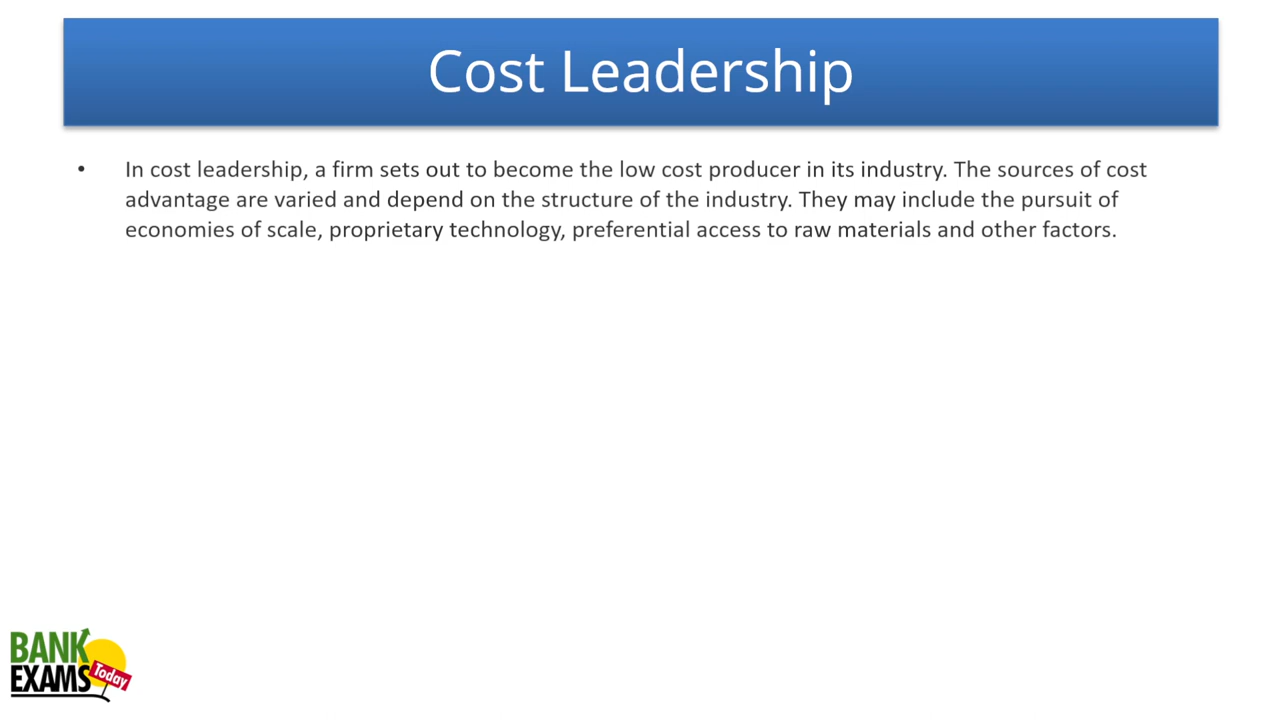 Cost Leadership
• In cost leadership, a firm sets out to become the low cost producer in its industry. The sources of cost
advantage are varied and depend on the structure of the industry. They may include the pursuit of
economies of scale, proprietary technology, preferential access to raw materials and other factors.
BANK
EXAMS
Today